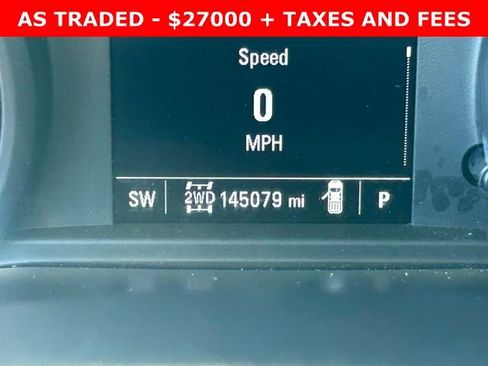 AS TRADED - $27000 + TAXES AND FEES
Speed
0
MPH
SW 2WD 145079 mi P